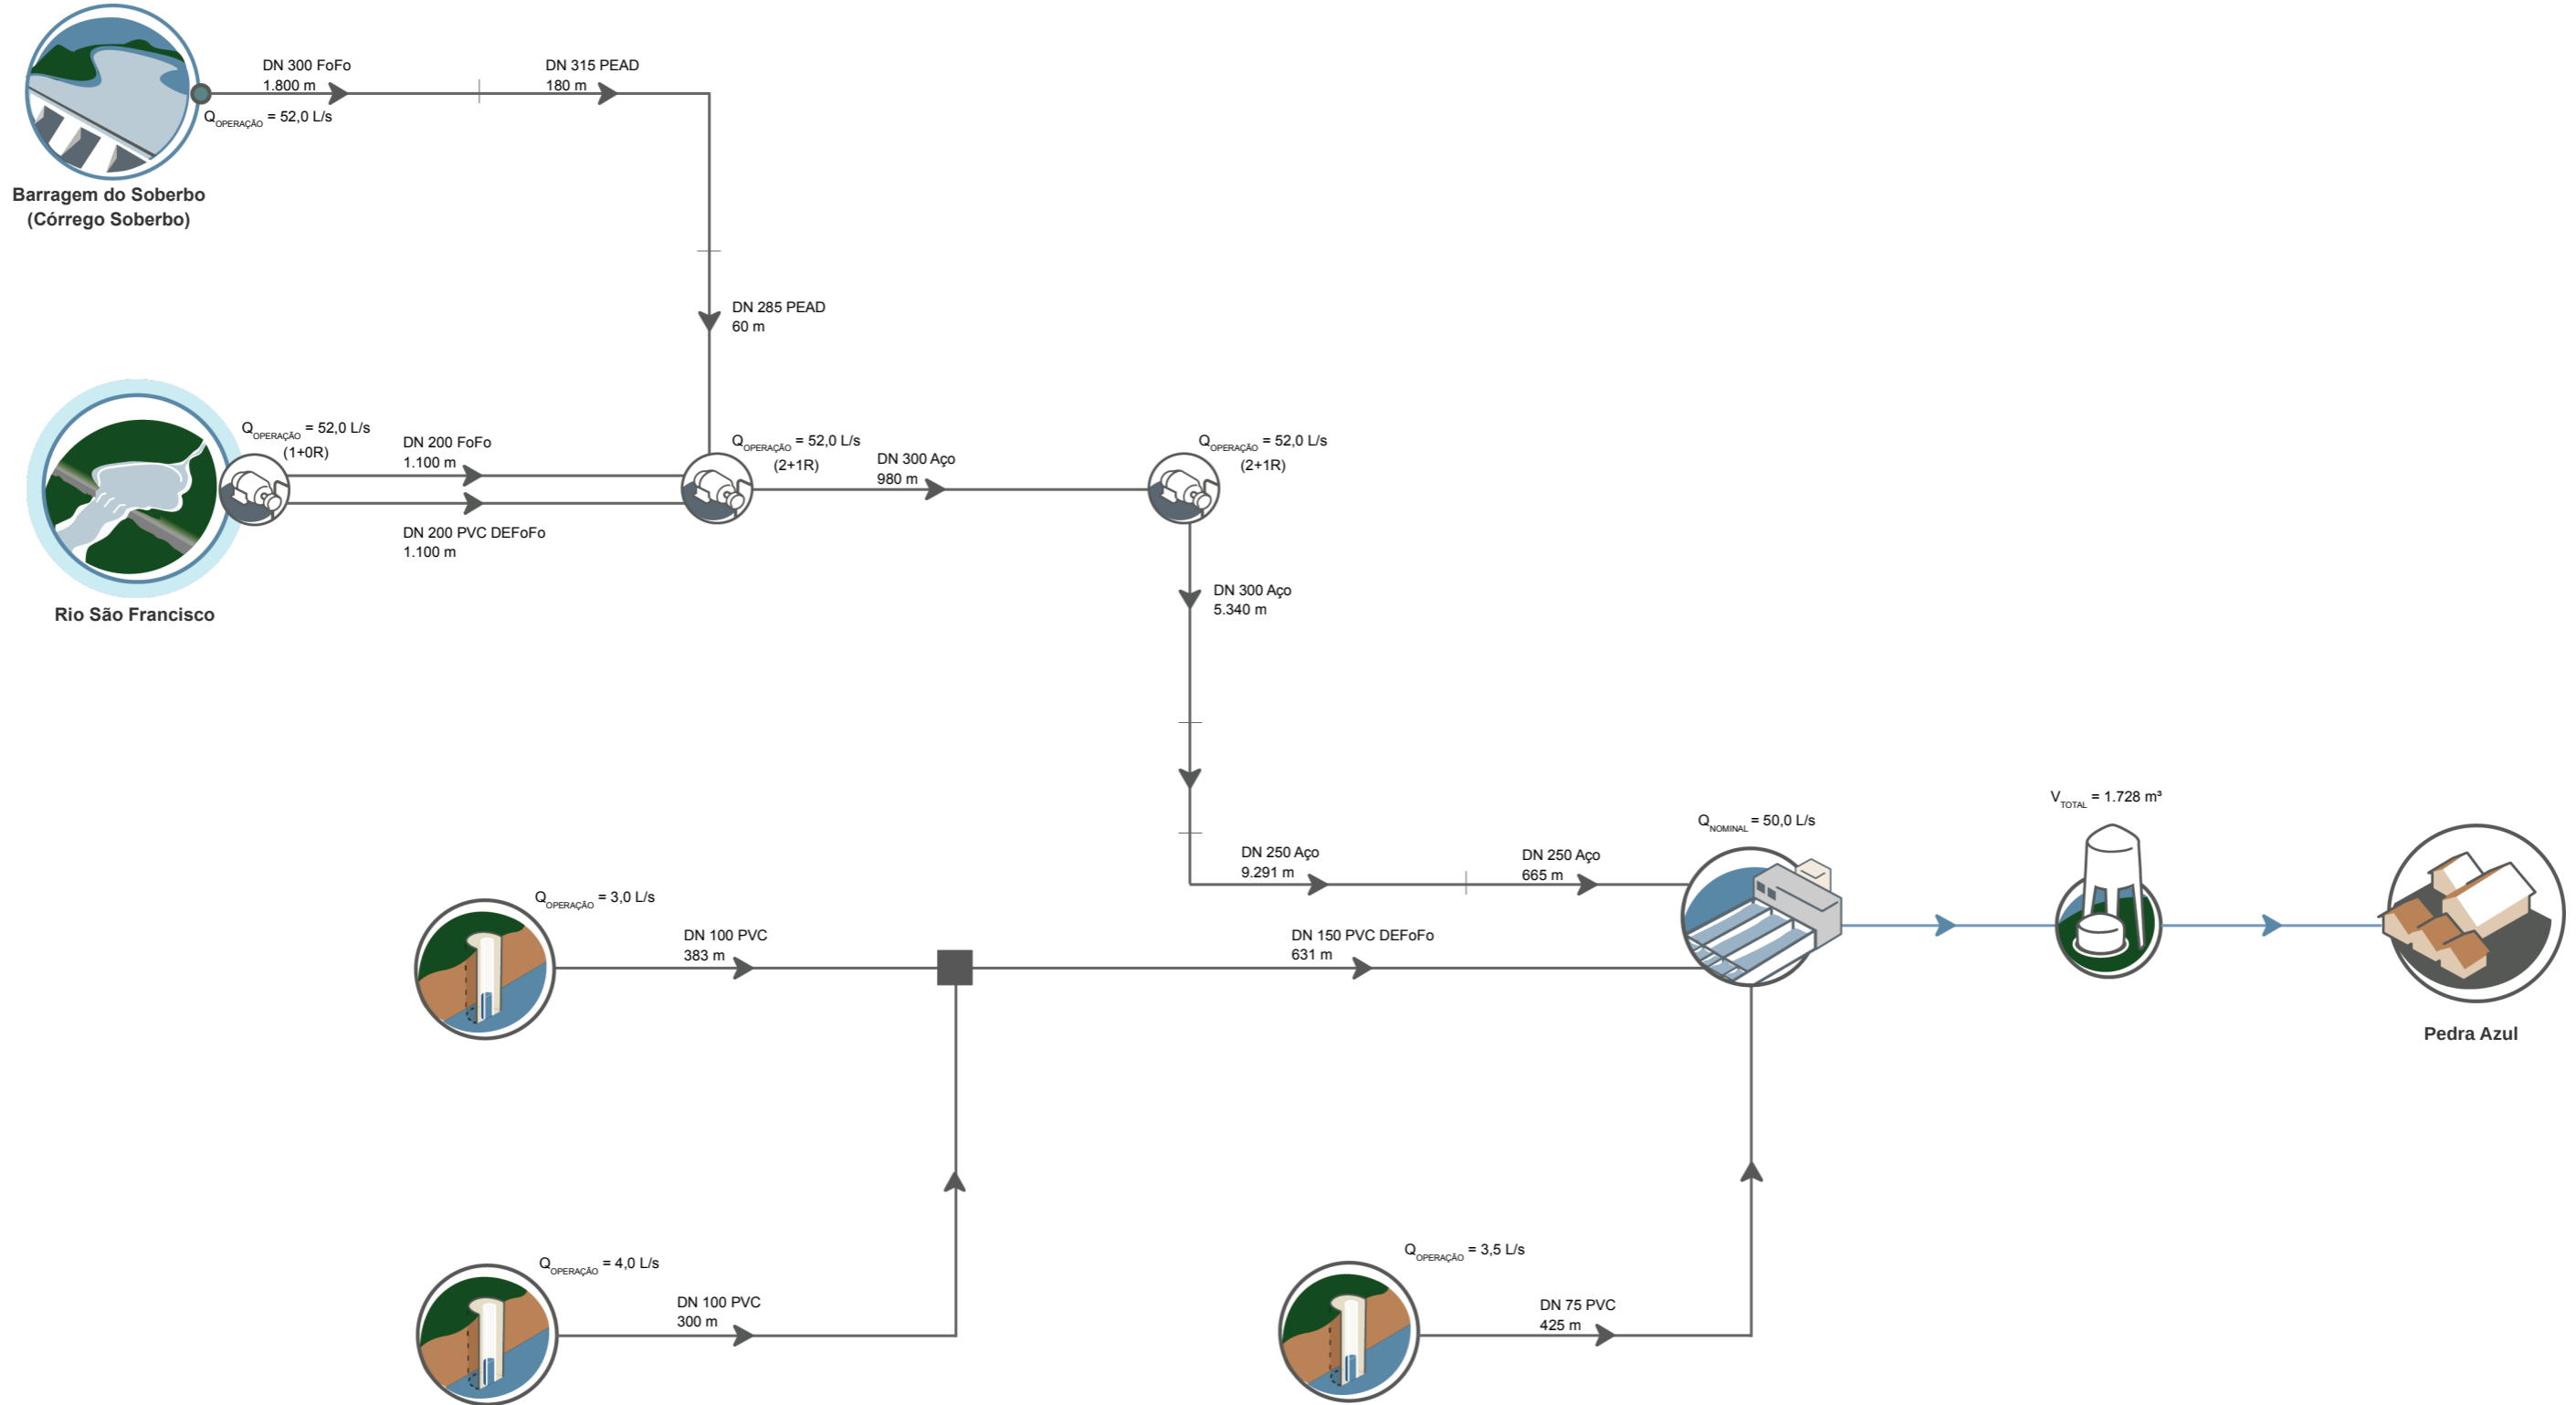 DN 300 FoFo
1.800 m
DN 315 PEAD
180 m
QOPERAÇÃO = 52,0 L/s
Barragem do Soberbo
(Córrego Soberbo)
DN 285 PEAD
60 m
QOPERAÇÃO = 52,0 L/s
(1+0R)
DN 200 FoFo
1.100 m
QOPERAÇÃO = 52,0 L/s
(2+1R)
DN 300 Aço
980 m
QOPERAÇÃO = 52,0 L/s
(2+1R)
DN 200 PVC DEFoFo
1.100 m
Rio São Francisco
DN 300 Aço
5.340 m
VTOTAL = 1.728 m³
QNOMINAL = 50,0 L/s
DN 250 Aço
9.291 m
DN 250 Aço
665 m
QOPERAÇÃO = 3,0 L/s
DN 100 PVC
383 m
DN 150 PVC DEFoFo
631 m
Pedra Azul
QOPERAÇÃO = 4,0 L/s
DN 100 PVC
300 m
QOPERAÇÃO = 3,5 L/s
DN 75 PVC
425 m